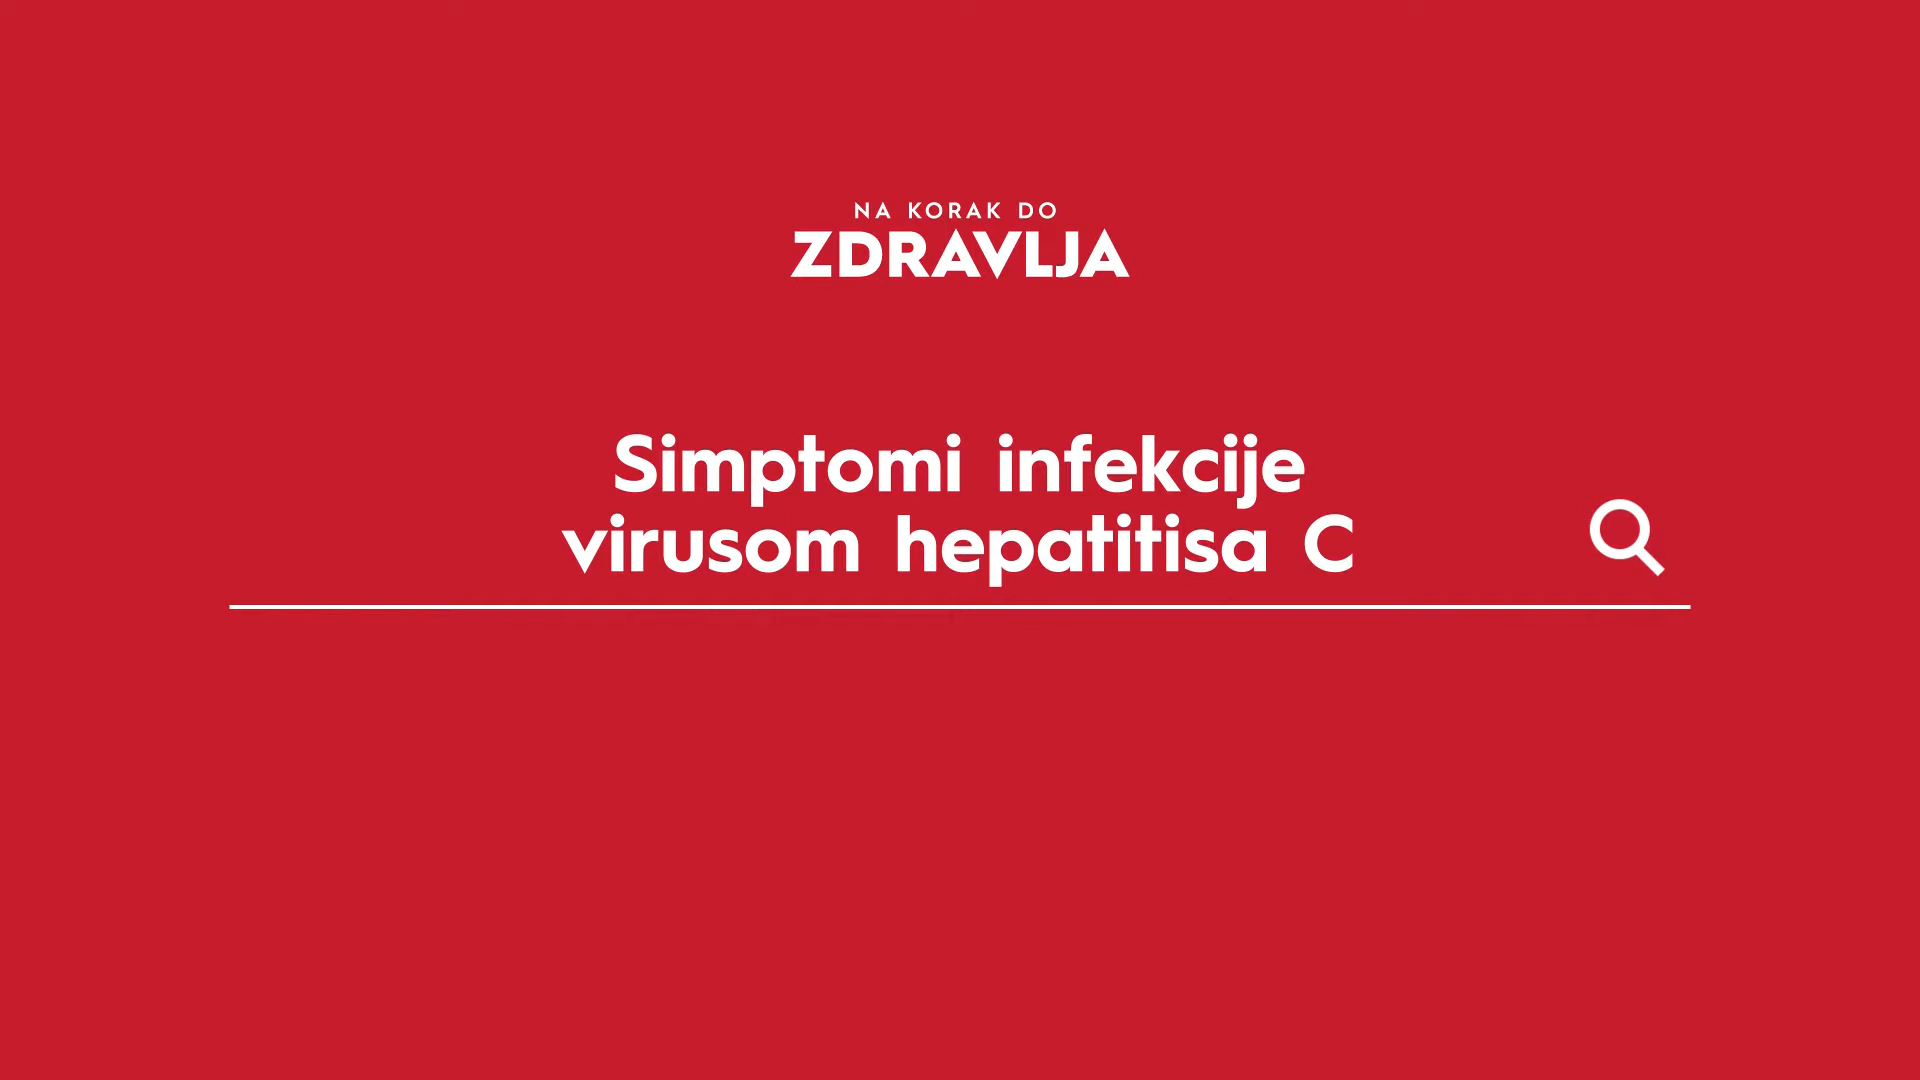 NA KORAK DO
ZDRAVLJA
Simptomi infekcije
virusom hepatitisa C